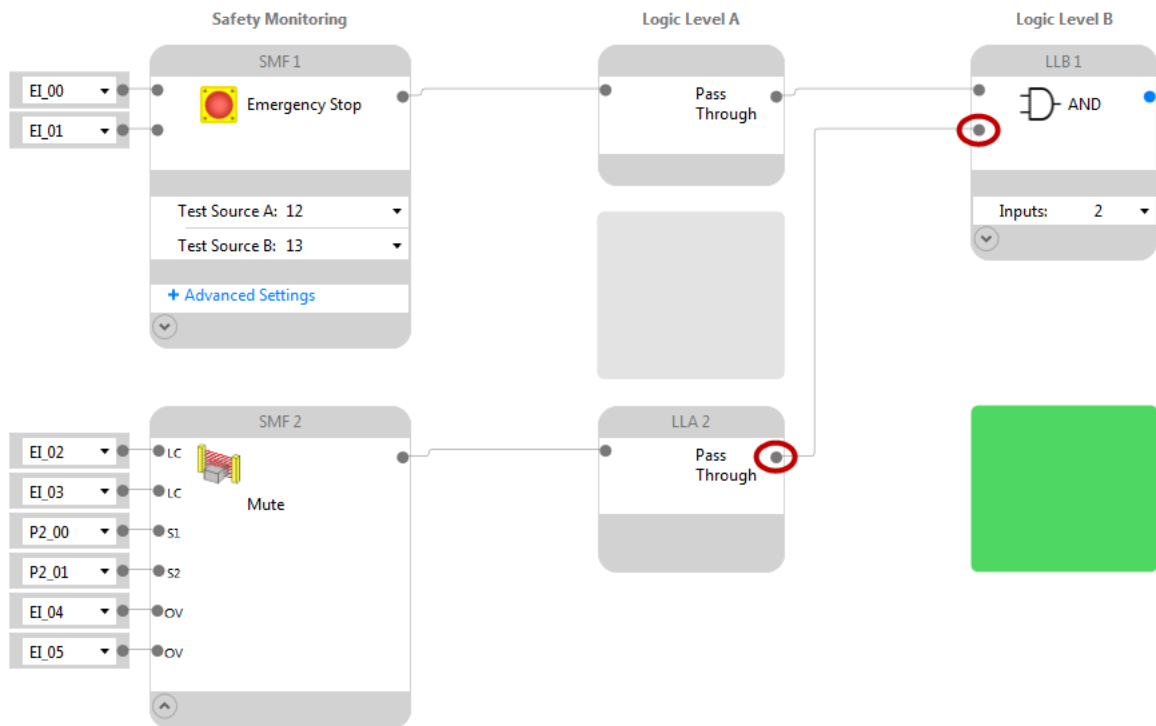 Safety Monitoring
Logic Level A
Logic Level B
SMF 1
EI_00
EI_01
Emergency Stop
Test Source A: 12
Test Source B: 13
+ Advanced Settings
Pass
Through
LLB 1
AND
Inputs: 2
SMF 2
EI_02
LC
EI_03
LC
P2_00
S1
P2_01
S2
EI_04
OV
EI_05
OV
Mute
LLA 2
Pass
Through